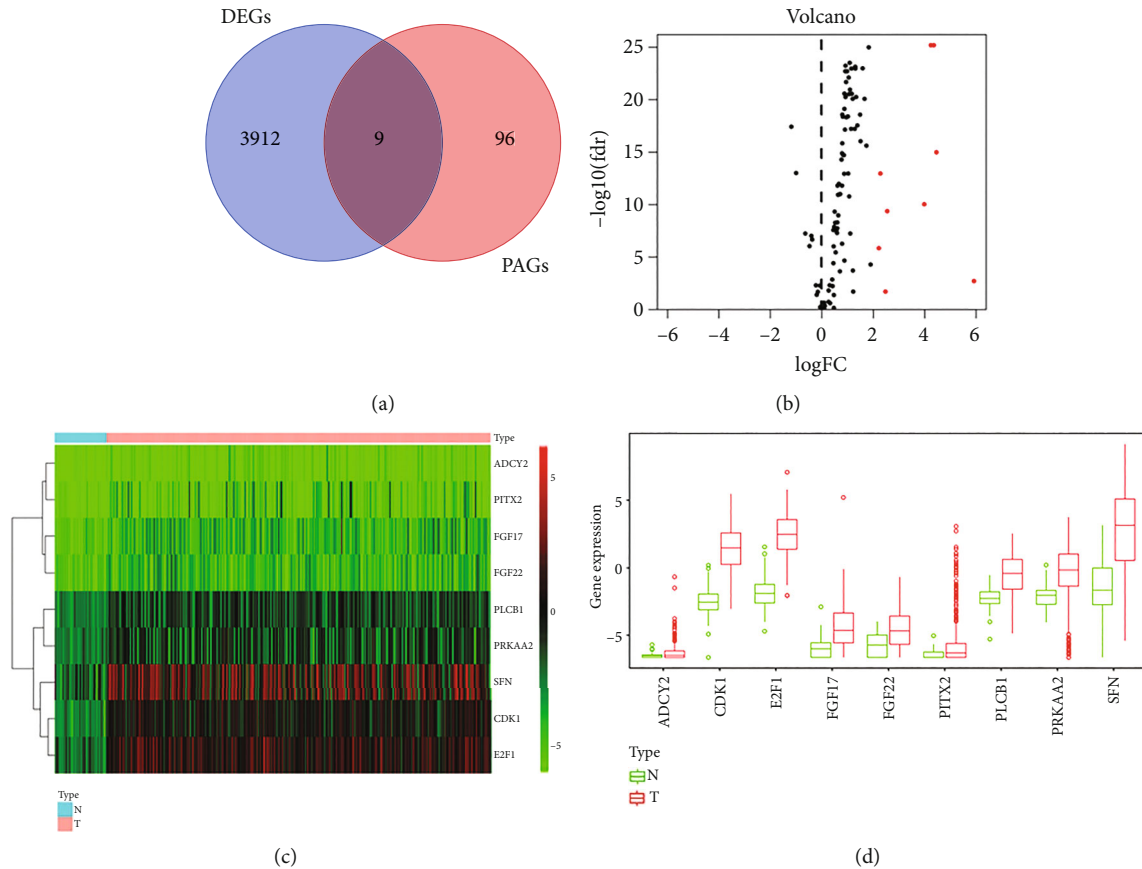 DEGs
3912
9
96
PAGs
(a)
Volcano
25
20
15
10
5
0
−log10(fdr)
−6
−4
−2
0
2
4
6
logFC
(b)
Type
ADCY2
PITX2
FGF17
FGF22
PLCB1
PRKAA2
SFN
CDK1
E2F1
5
0
−5
Type
N
T
(c)
5
0
−5
Gene expression
ADCY2
CDK1
E2F1
FGF17
FGF22
PITX2
PLCB1
PRKAA2
SFN
Type
N
T
(d)